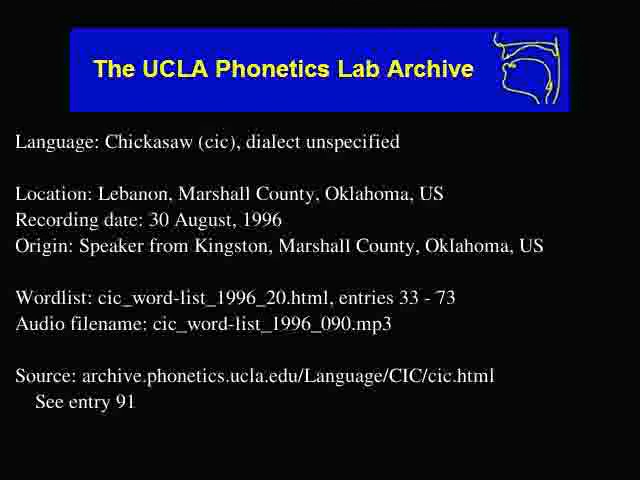 The UCLA Phonetics Lab Archive
Language: Chickasaw (cic), dialect unspecified
Location: Lebanon, Marshall County, Oklahoma, US
Recording date: 30 August, 1996
Origin: Speaker from Kingston, Marshall County, Oklahoma, US
Wordlist: cic_word-list_1996_20.html, entries 33 - 73
Audio filename: cic_word-list_1996_090.mp3
Source: archive.phonetics.ucla.edu/Language/CIC/cic.html
See entry 91